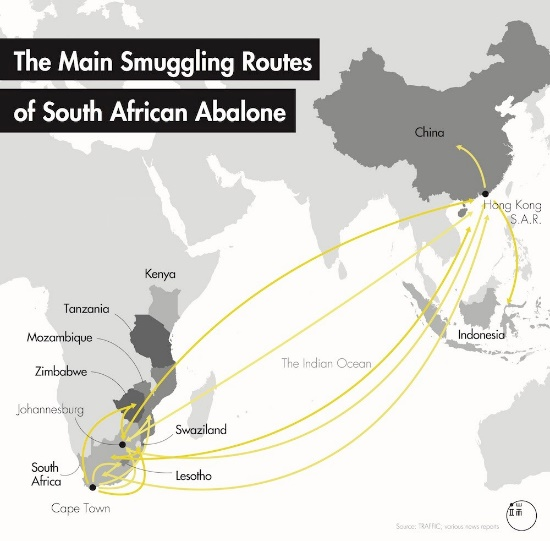 The Main Smuggling Routes
of South African Abalone
China
Hong Kong
S.A.R.
Kenya
Tanzania
Mozambique
Zimbabwe
Johannesburg
The Indian Ocean
Indonesia
Swaziland
South
Africa
Lesotho
Cape Town
Source: TRAFFIC, various news reports